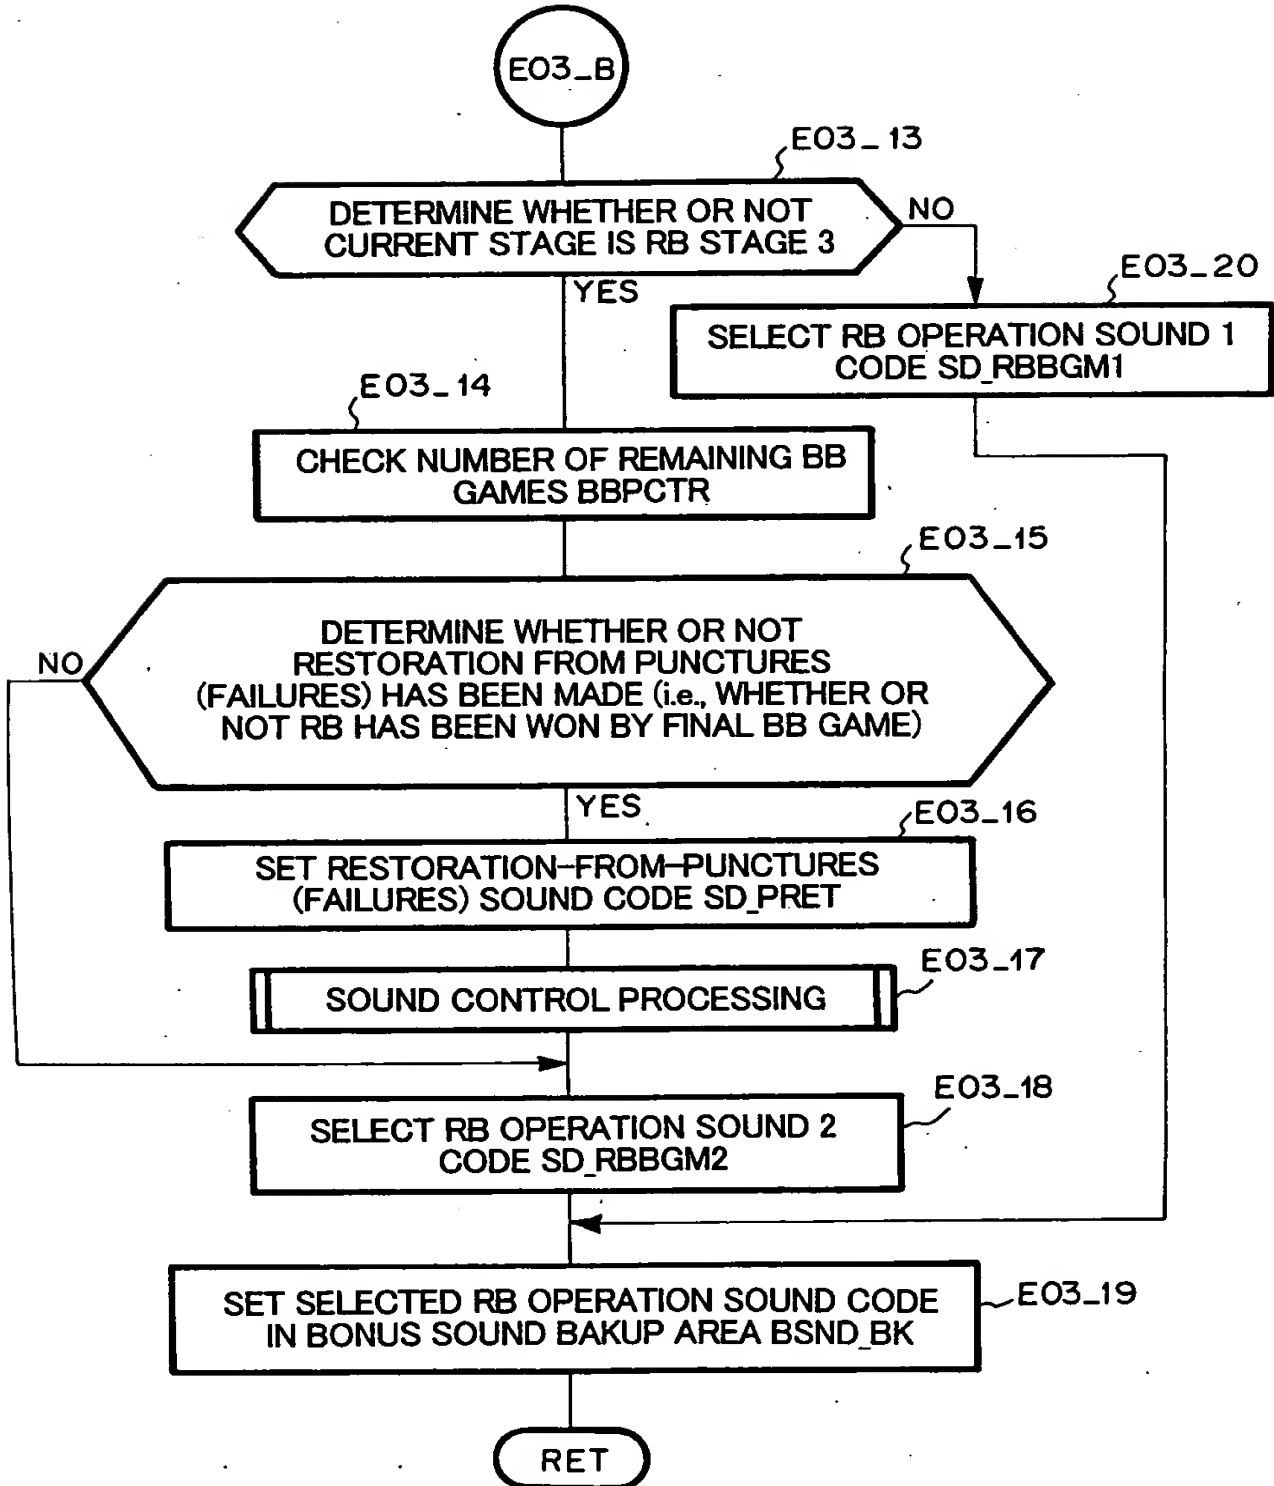 E03_B
E03_13
DETERMINE WHETHER OR NOT
CURRENT STAGE IS RB STAGE 3
NO
YES
E03_20
SELECT RB OPERATION SOUND 1
CODE SD_RBBGM1
E03_14
CHECK NUMBER OF REMAINING BB
GAMES BBPCTR
E03_15
DETERMINE WHETHER OR NOT
RESTORATION FROM PUNCTURES
(FAILURES) HAS BEEN MADE (i.e., WHETHER OR
NOT RB HAS BEEN WON BY FINAL BB GAME)
NO
YES
E03_16
SET RESTORATION-FROM-PUNCTURES
(FAILURES) SOUND CODE SD_PRET
E03_17
SOUND CONTROL PROCESSING
E03_18
SELECT RB OPERATION SOUND 2
CODE SD_RBBGM2
E03_19
SET SELECTED RB OPERATION SOUND CODE
IN BONUS SOUND BAKUP AREA BSND_BK
RET